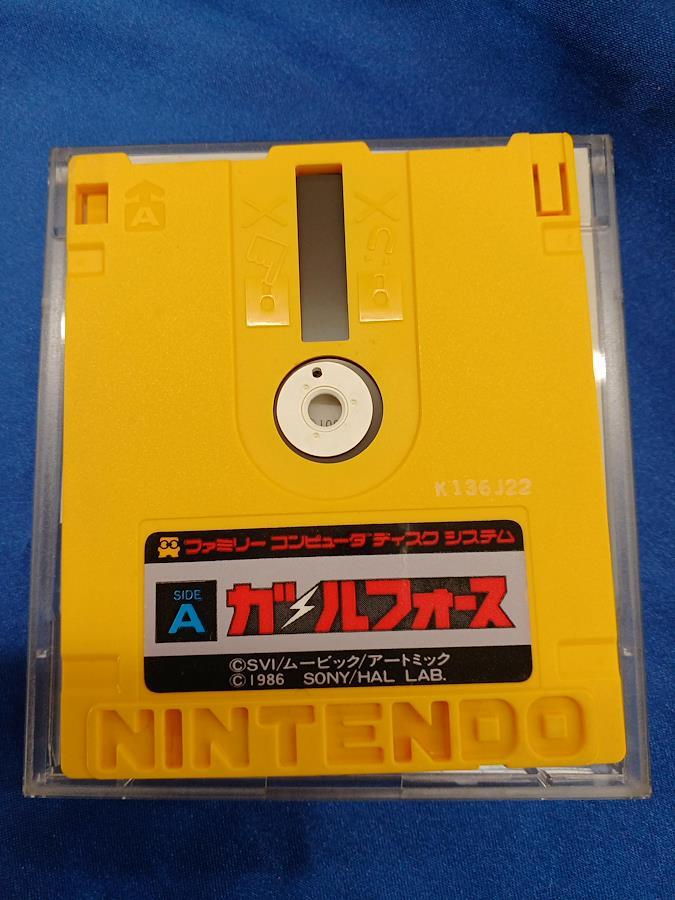 A
K136J22
ファミリー コンピュータ ディスク システム
SIDE
A
ガールフォース
©SVI/ムービック/アートミック
©1986 SONY/HAL LAB.
NINTENDO